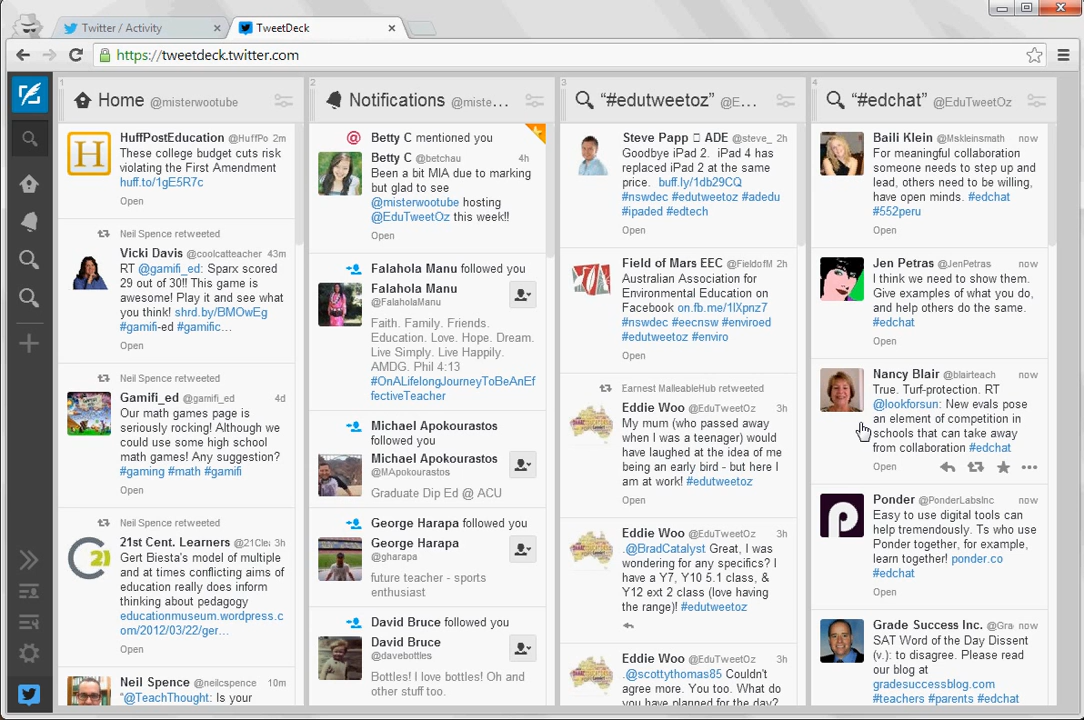 Twitter / Activity
TweetDeck
https://tweetdeck.twitter.com
1
Home @misterwootube
HuffPostEducation @HuffPo 2m
These college budget cuts risk
violating the First Amendment
huff.to/1gE5R7c
Open
Neil Spence retweeted
Vicki Davis @coolcatteacher 43m
RT @gamifi_ed: Sparx scored
29 out of 30!! This game is
awesome! Play it and see what
you think! shrd.by/BMOwEg
#gamifi-ed #gamific…
Open
Neil Spence retweeted
Gamifi_ed @gamifi_ed 4d
Our math games page is
seriously rocking! Although we
could use some high school
math games! Any suggestion?
#gaming #math #gamifi
Open
Neil Spence retweeted
21st Cent. Learners @21Cle 3h
Gert Biesta's model of multiple
and at times conflicting aims of
education really does inform
thinking about pedagogy
educationmuseum.wordpress.c
om/2012/03/22/ger…
Open
Neil Spence @neilcspence 10m
"@TeachThought: Is your
2
Notifications @miste…
Betty C mentioned you
Betty C @betchau 4h
Been a bit MIA due to marking
but glad to see
@misterwootube hosting
@EduTweetOz this week!!
Open
Falahola Manu followed you
Falahola Manu
@FalaholaManu
Faith. Family. Friends.
Education. Love. Hope. Dream.
Live Simply. Live Happily.
AMDG. Phil 4:13
#OnALifelongJourneyToBeAnEf
fectiveTeacher
Michael Apokourastos
followed you
Michael Apokourastos
@MApokourastos
Graduate Dip Ed @ ACU
George Harapa followed you
George Harapa
@gharapa
future teacher - sports
enthusiast
David Bruce followed you
David Bruce
@davebottles
Bottles! I love bottles! Oh and
other stuff too.
3
"#edutweetoz" @E…
Steve Papp ▯ ADE @steve_ 2h
Goodbye iPad 2. iPad 4 has
replaced iPad 2 at the same
price. buff.ly/1db29CQ
#nswdec #edutweetoz #adedu
#ipaded #edtech
Open
Field of Mars EEC @FieldofM 2h
Australian Association for
Environmental Education on
Facebook on.fb.me/1lXpnz7
#nswdec #eecnsw #enviroed
#edutweetoz #enviro
Open
Earnest MalleableHub retweeted
Eddie Woo @EduTweetOz 3h
My mum (who passed away
when I was a teenager) would
have laughed at the idea of me
being an early bird - but here I
am at work! #edutweetoz
Open
Eddie Woo @EduTweetOz 3h
.@BradCatalyst Great, I was
wondering for any specifics? I
have a Y7, Y10 5.1 class, &
Y12 ext 2 class (love having
the range)! #edutweetoz
Eddie Woo @EduTweetOz 3h
.@scottythomas85 Couldn't
agree more. You too. What do
you have planned for the day?
4
"#edchat" @EduTweetOz
Baili Klein @Mskleinsmath now
For meaningful collaboration
someone needs to step up and
lead, others need to be willing,
have open minds. #edchat
#552peru
Open
Jen Petras @JenPetras now
I think we need to show them.
Give examples of what you do,
and help others do the same.
#edchat
Open
Nancy Blair @blairteach now
True. Turf-protection. RT
@lookforsun: New evals pose
an element of competition in
schools that can take away
from collaboration #edchat
Open
Ponder @PonderLabsInc now
Easy to use digital tools can
help tremendously. Ts who use
Ponder together, for example,
learn together! ponder.co
#edchat
Open
Grade Success Inc. @Gra now
SAT Word of the Day Dissent
(v.): to disagree. Please read
our blog at
gradesuccessblog.com
#teachers #parents #edchat